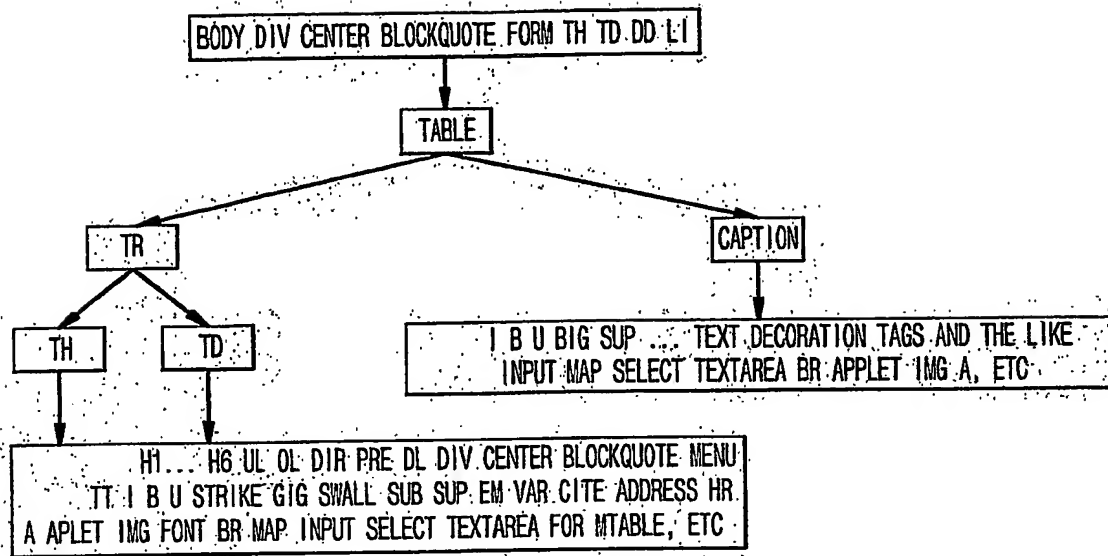 BODY DIV CENTER BLOCKQUOTE FORM TH TD DD LI
TABLE
TR
CAPTION
TH
TD
I B U BIG SUP ... TEXT DECORATION TAGS AND THE LIKE
INPUT MAP SELECT TEXTAREA BR APPLET IMG A, ETC
H1... H6 UL OL DIR PRE DL DIV CENTER BLOCKQUOTE MENU
TT I B U STRIKE GIG SWALL SUB SUP EM VAR CITE ADDRESS HR
A APLET IMG FONT BR MAP INPUT SELECT TEXTAREA FOR MTABLE, ETC